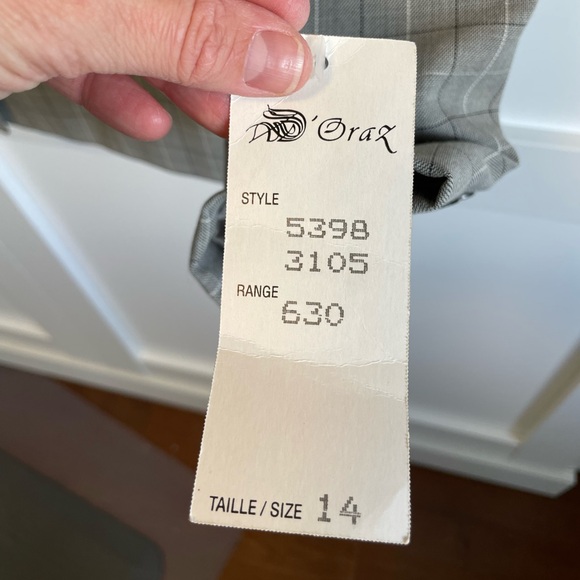 D'Oraz
STYLE
5398
3105
RANGE
630
TAILLE / SIZE 14